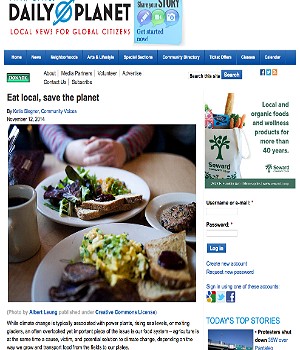 DAILY PLANET
LOCAL NEWS FOR GLOBAL CITIZENS
Share your STORY
Get started now!
Home News Neighborhoods Arts & Lifestyle Special Sections Community Directory Ticket Offers Classes Calendar
DONATE
About | Media Partners | Volunteer | Advertise
Contact Us | Subscribe
Search this site
Search
Eat local, save the planet
By Katie Siegner, Community Voices
November 12, 2014
Local and
organic foods
and wellness
products for
more than
40 years.
Seward
Username or e-mail: *
Password: *
Log in
Create new account
Request new password
Sign in using one of these accounts:
(Photo by Albert Leung published under Creative Commons License)
While climate change is typically associated with power plants, rising sea levels, or melting
glaciers, an often overlooked yet important piece of the issue is our food system – agriculture is
at the same time a cause, victim, and potential solution to climate change, depending on the
way we grow and transport food from the fields to our plates.
TODAY'S TOP STORIES
Protesters shut
down 35W over